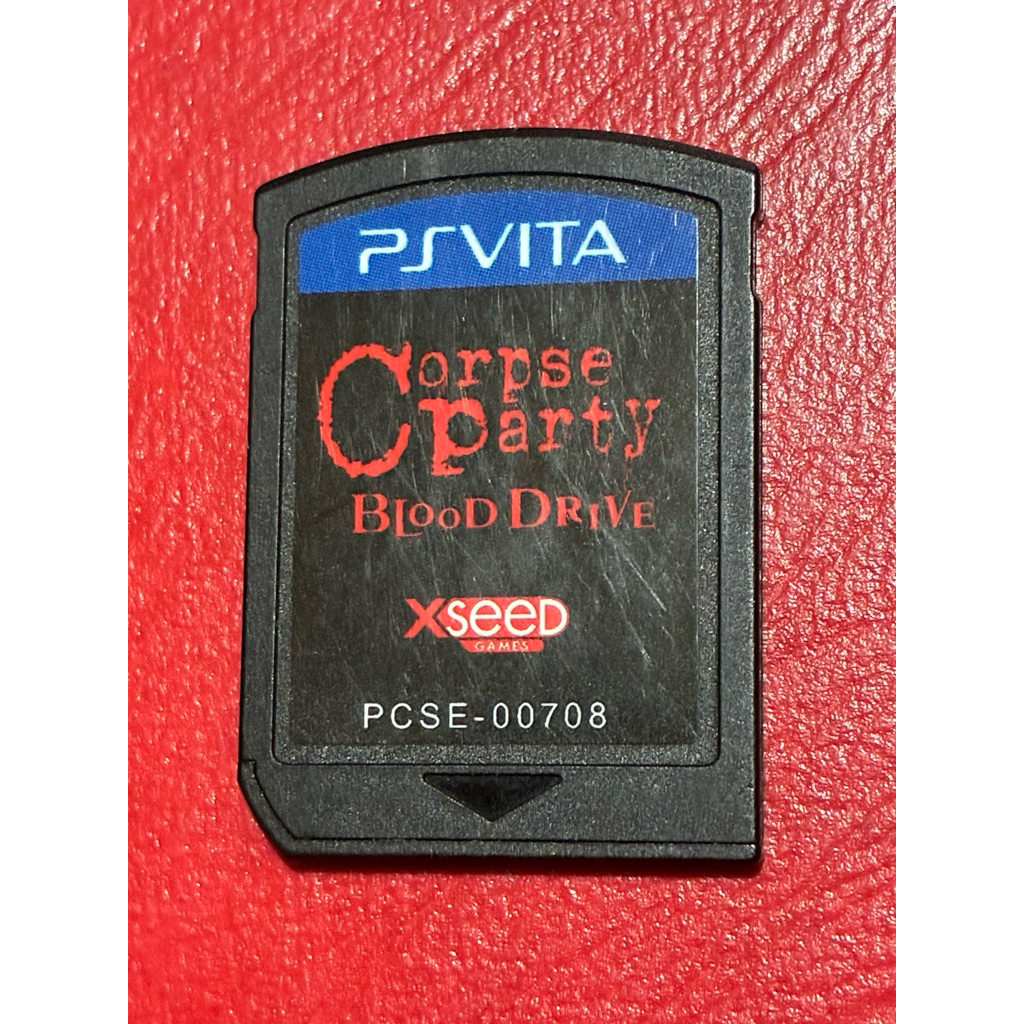 PSVITA
Corpse
Party
BLOOD DRIVE
XSEED
GAMES
PCSE-00708